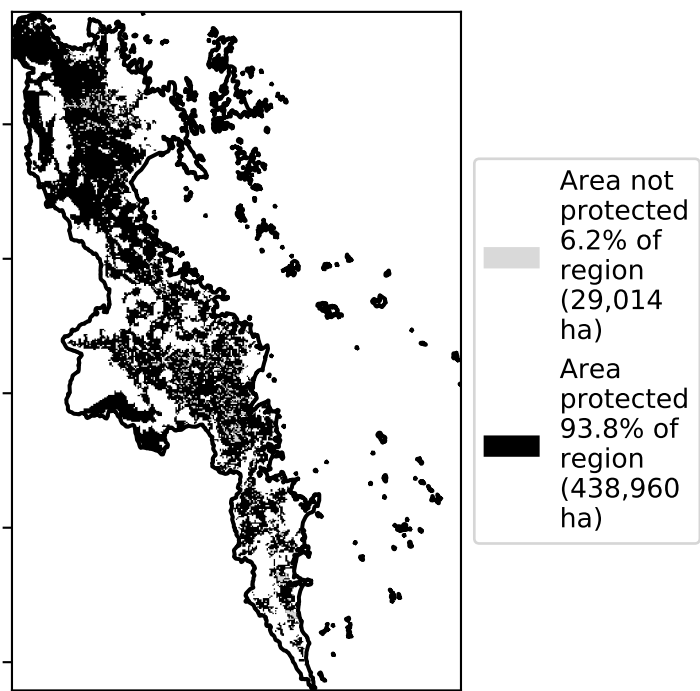 Area not
protected
6.2% of
region
(29,014
ha)
Area
protected
93.8% of
region
(438,960
ha)